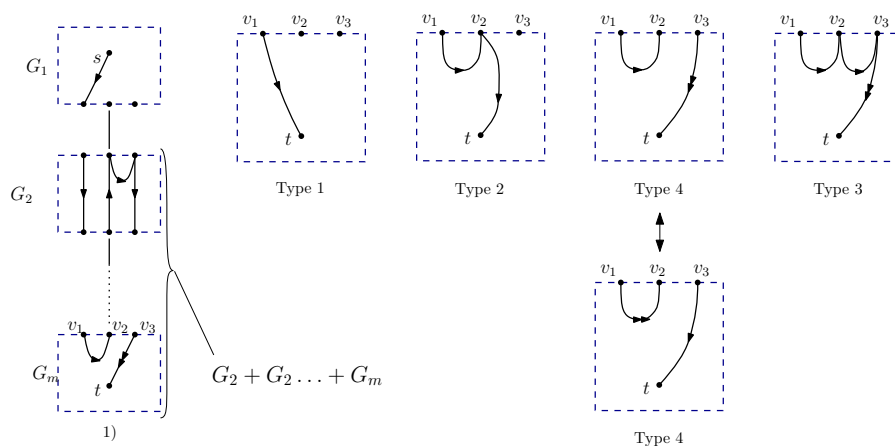 v₁ v₂ v₃ v₁ v₂ v₃ v₁ v₂ v₃ v₁ v₂ v₃
s
G₁
t t t t
Type 1 Type 2 Type 4 Type 3
G₂
v₁ v₂ v₃
v₁ v₂ v₃
G₂ + G₂ … + Gₘ
Gₘ
t t
1) Type 4